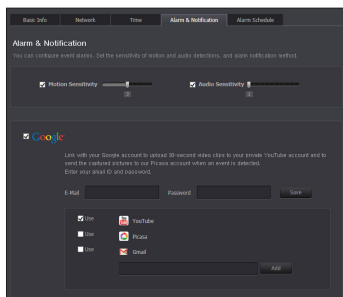 Basic Info Network Time Alarm & Notification Alarm Schedule
Alarm & Notification
You can configure event alarms. Set the sensitivity of motion and audio detections, and alarm notification method.
Motion Sensitivity Audio Sensitivity
Google
Link with your Google account to upload 30-second video clips to your private YouTube account and to
send the captured pictures to our Picasa account when an event is detected.
Enter your email ID and password.
E-Mail Password Save
Use YouTube
Use Picasa
Use Gmail
Add